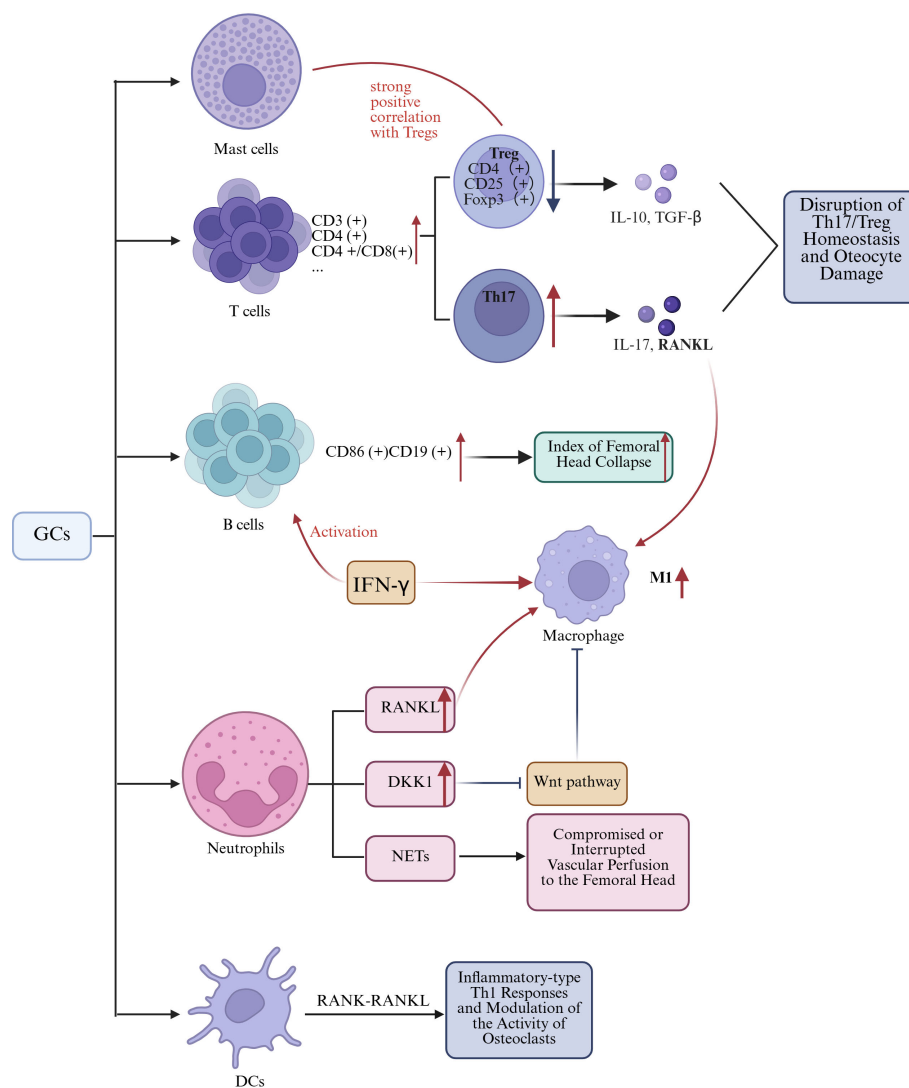 Mast cells
strong
positive
correlation
with Tregs
Treg
CD4 (+)
CD25 (+)
Foxp3 (+)
IL-10, TGF-β
Disruption of
Th17/Treg
Homeostasis
and Oteocyte
Damage
CD3 (+)
CD4 (+)
CD4 +/CD8(+)
...
T cells
Th17
IL-17, RANKL
CD86 (+)CD19 (+)
Index of Femoral
Head Collapse
B cells
GCs
Activation
IFN-γ
M1
Macrophage
RANKL
DKK1
Wnt pathway
NETs
Compromised or
Interrupted
Vascular Perfusion
to the Femoral Head
Neutrophils
RANK-RANKL
Inflammatory-type
Th1 Responses
and Modulation of
the Activity of
Osteoclasts
DCs